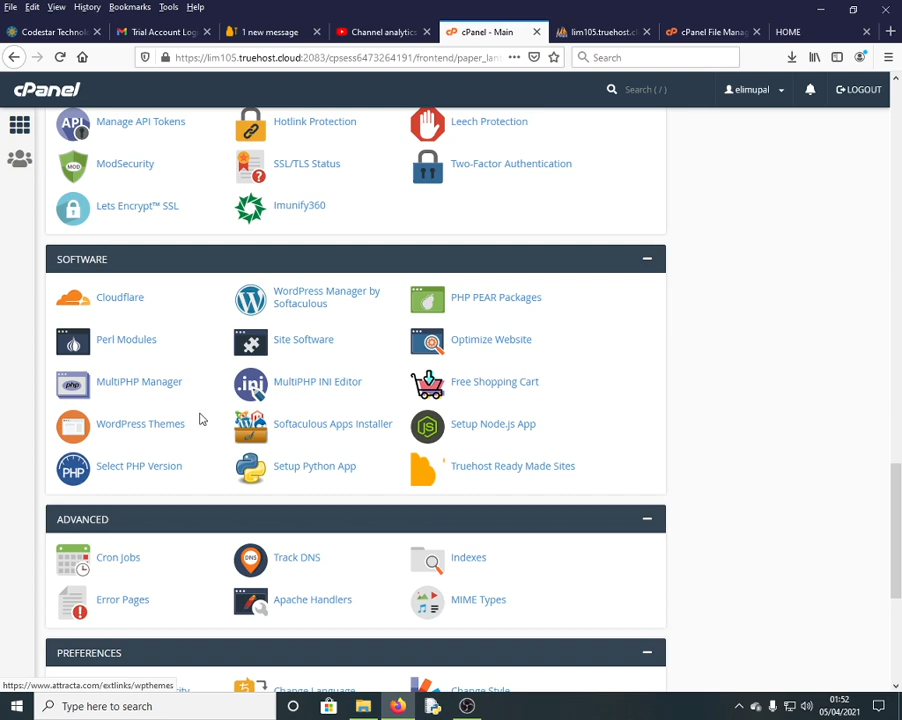 File Edit View History Bookmarks Tools Help
Codestar Technolo
Trial Account Log
1 new message
Channel analytics
cPanel - Main
lim105.truehost.cl
cPanel File Manag
HOME
https://lim105.truehost.cloud:2083/cpsess6473264191/frontend/paper_lan
Search
cPanel
Search ( / )
elimupal
LOGOUT
Manage API Tokens
Hotlink Protection
Leech Protection
ModSecurity
SSL/TLS Status
Two-Factor Authentication
Lets Encrypt™ SSL
Imunify360
SOFTWARE
Cloudflare
WordPress Manager by
Softaculous
PHP PEAR Packages
Perl Modules
Site Software
Optimize Website
MultiPHP Manager
MultiPHP INI Editor
Free Shopping Cart
WordPress Themes
Softaculous Apps Installer
Setup Node.js App
Select PHP Version
Setup Python App
Truehost Ready Made Sites
ADVANCED
Cron Jobs
Track DNS
Indexes
Error Pages
Apache Handlers
MIME Types
PREFERENCES
Change Language
Change Style
https://www.attracta.com/extlinks/wpthemes
Type here to search
01:52
05/04/2021